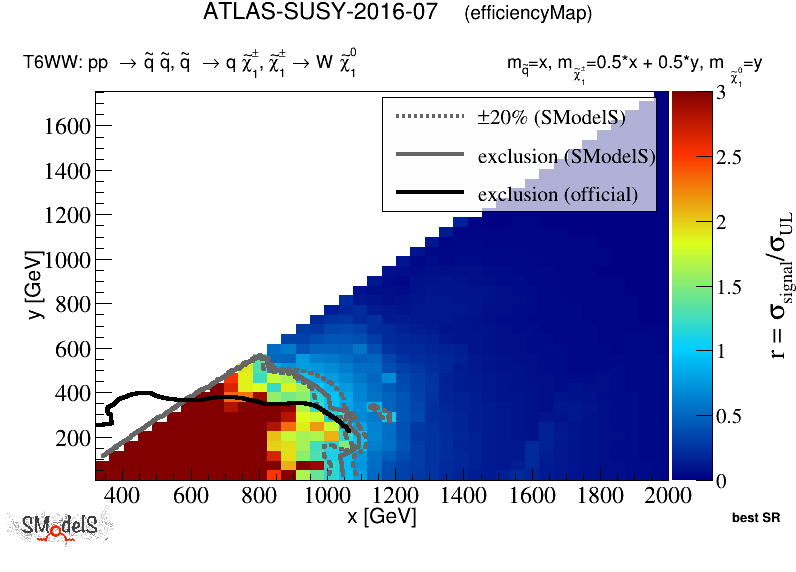 ATLAS-SUSY-2016-07 (efficiencyMap)
T6WW: pp → q̃ q̃, q̃ → q χ̃₁±, χ̃₁± → W χ̃₁⁰
m_q̃=x, m_χ̃₁±=0.5*x + 0.5*y, m_χ̃₁⁰=y
±20% (SModelS)
exclusion (SModelS)
exclusion (official)
1600
1400
1200
1000
800
600
400
200
y [GeV]
400 600 800 1000 1200 1400 1600 1800 2000
x [GeV]
3
2.5
2
1.5
1
0.5
0
r = σ_signal/σ_UL
best SR
SModelS